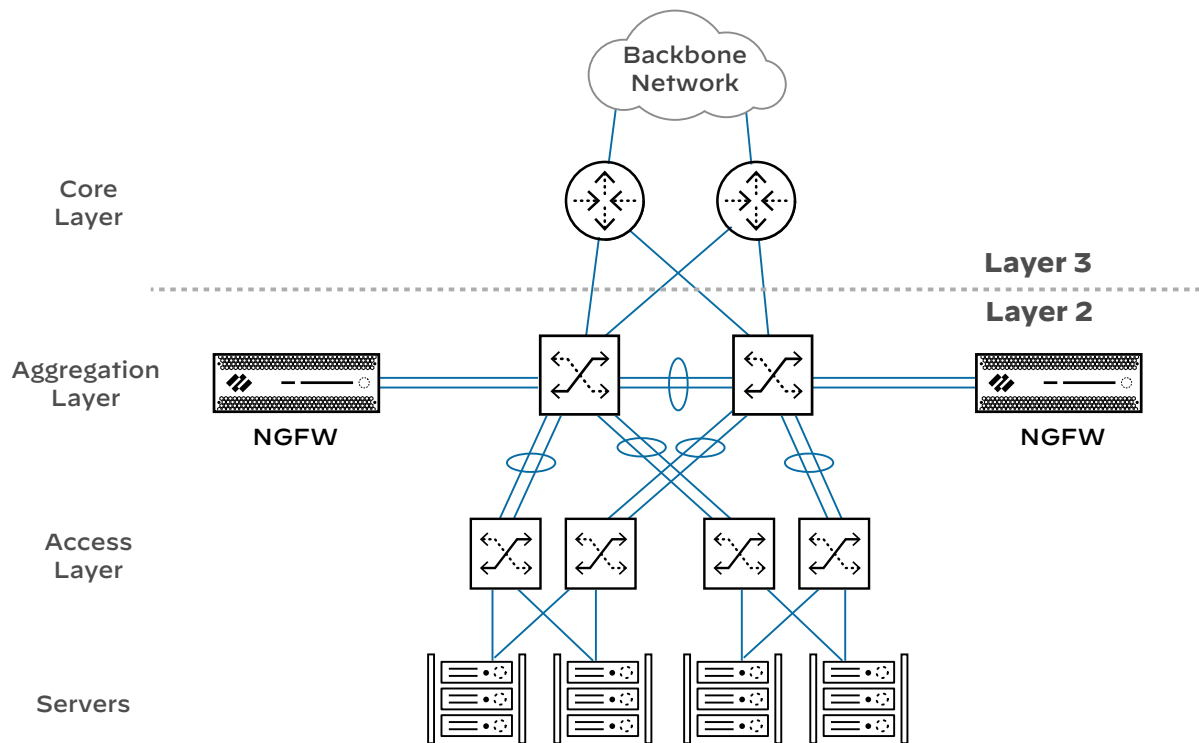 Backbone
Network
Core
Layer
Layer 3
Layer 2
Aggregation
Layer
NGFW
NGFW
Access
Layer
Servers